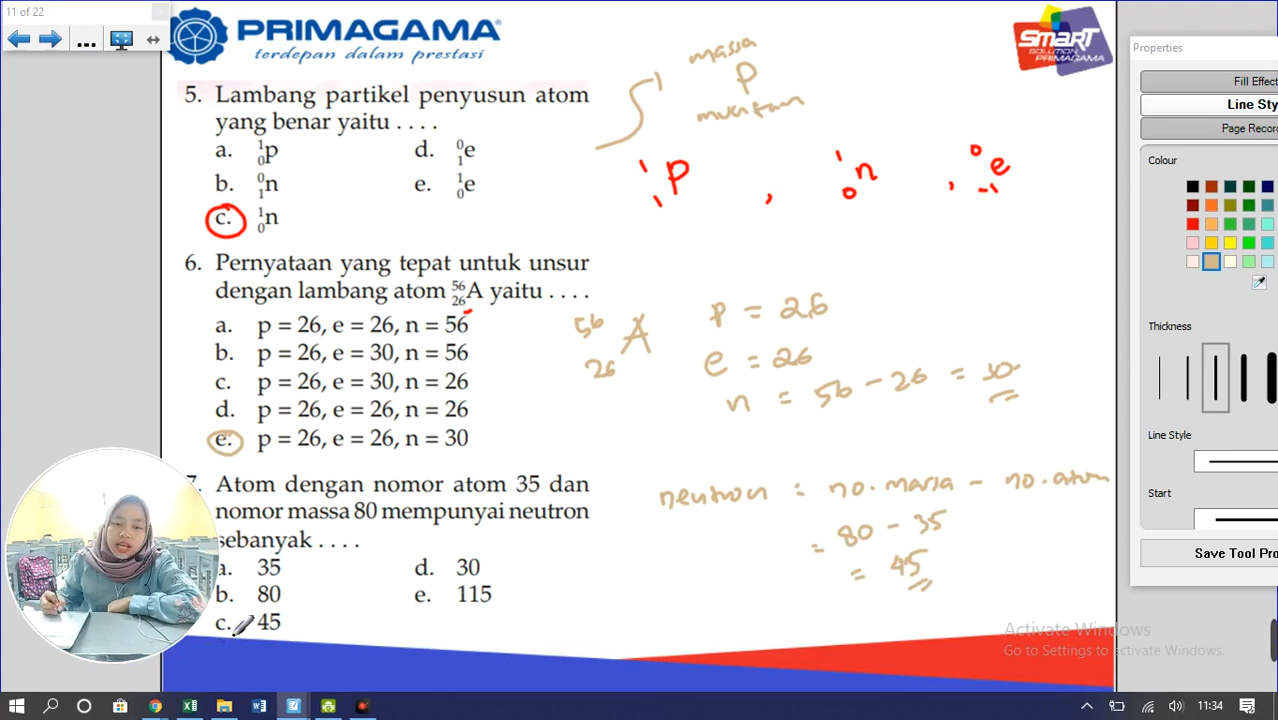 11 of 22
PRIMAGAMA
terdepan dalam prestasi
SMART
SOLUTION
PRIMAGAMA
Properties
Fill Effec
Line Sty
Page Recor
Colour
Thickness
Line Style
Start
Save Tool Pro
massa
p
muatan
5. Lambang partikel penyusun atom
yang benar yaitu . . . .
a. ¹₀p d. ⁰₁e
b. ⁰₁n e. ¹₀e
c. ¹₀n
¹₁p , ¹₀n , ⁰₋₁e
6. Pernyataan yang tepat untuk unsur
dengan lambang atom ⁵⁶₂₆A yaitu . . . .
a. p = 26, e = 26, n = 56
b. p = 26, e = 30, n = 56
c. p = 26, e = 30, n = 26
d. p = 26, e = 26, n = 26
e. p = 26, e = 26, n = 30
⁵⁶₂₆A
p = 26
e = 26
n = 56 - 26 = 30
7. Atom dengan nomor atom 35 dan
nomor massa 80 mempunyai neutron
sebanyak . . . .
a. 35 d. 30
b. 80 e. 115
c. 45
neutron = no. massa - no. atom
= 80 - 35
= 45
Activate Windows
Go to Settings to activate Windows.
11:34